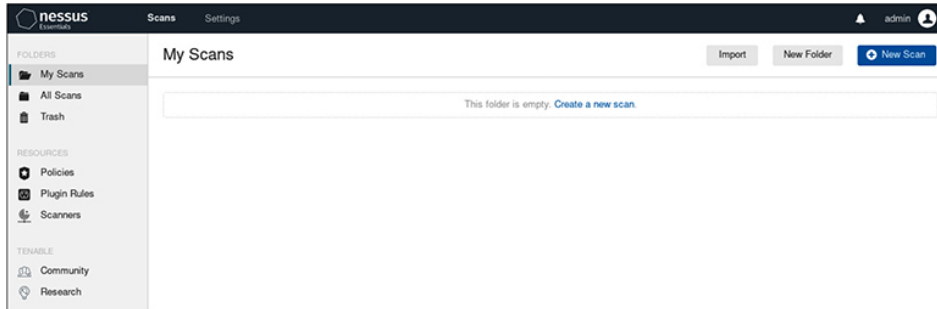 nessus Scans Settings admin
Essentials
FOLDERS
My Scans
All Scans
Trash
RESOURCES
Policies
Plugin Rules
Scanners
TENABLE
Community
Research
My Scans Import New Folder New Scan
This folder is empty. Create a new scan.